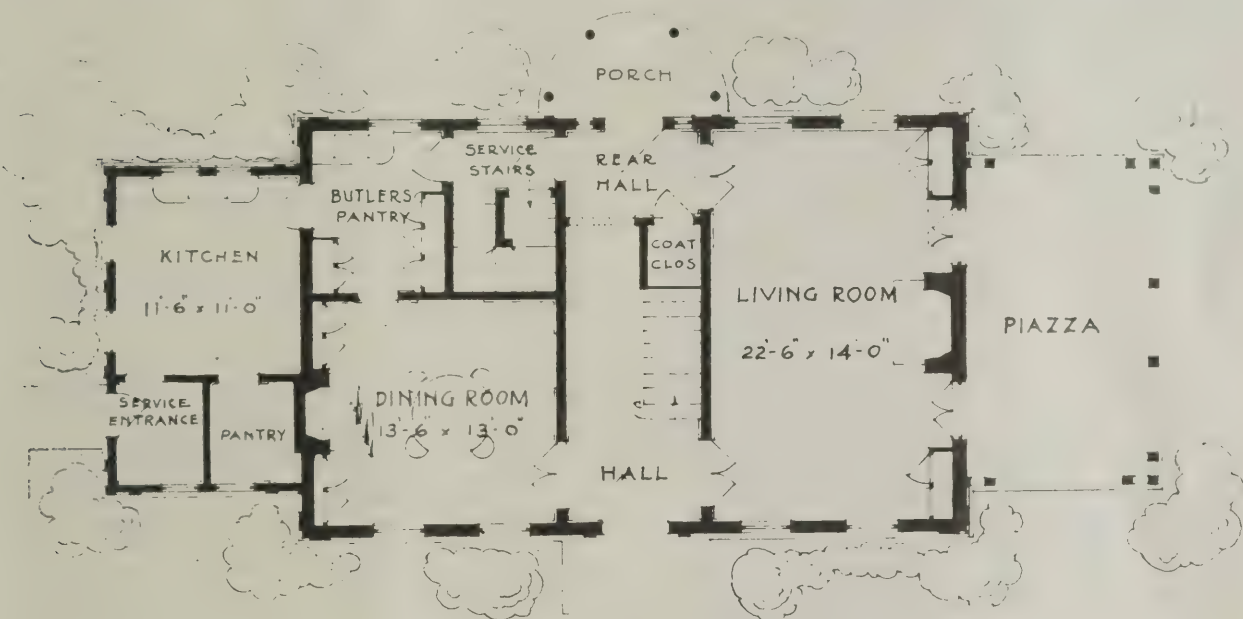 PORCH
SERVICE
STAIRS
REAR
HALL
BUTLERS
PANTRY
KITCHEN
11'-6" x 11'-0"
COAT
CLOS
LIVING ROOM
22'-6" x 14'-0"
PIAZZA
SERVICE
ENTRANCE
PANTRY
DINING ROOM
13'-6" x 13'-0"
HALL